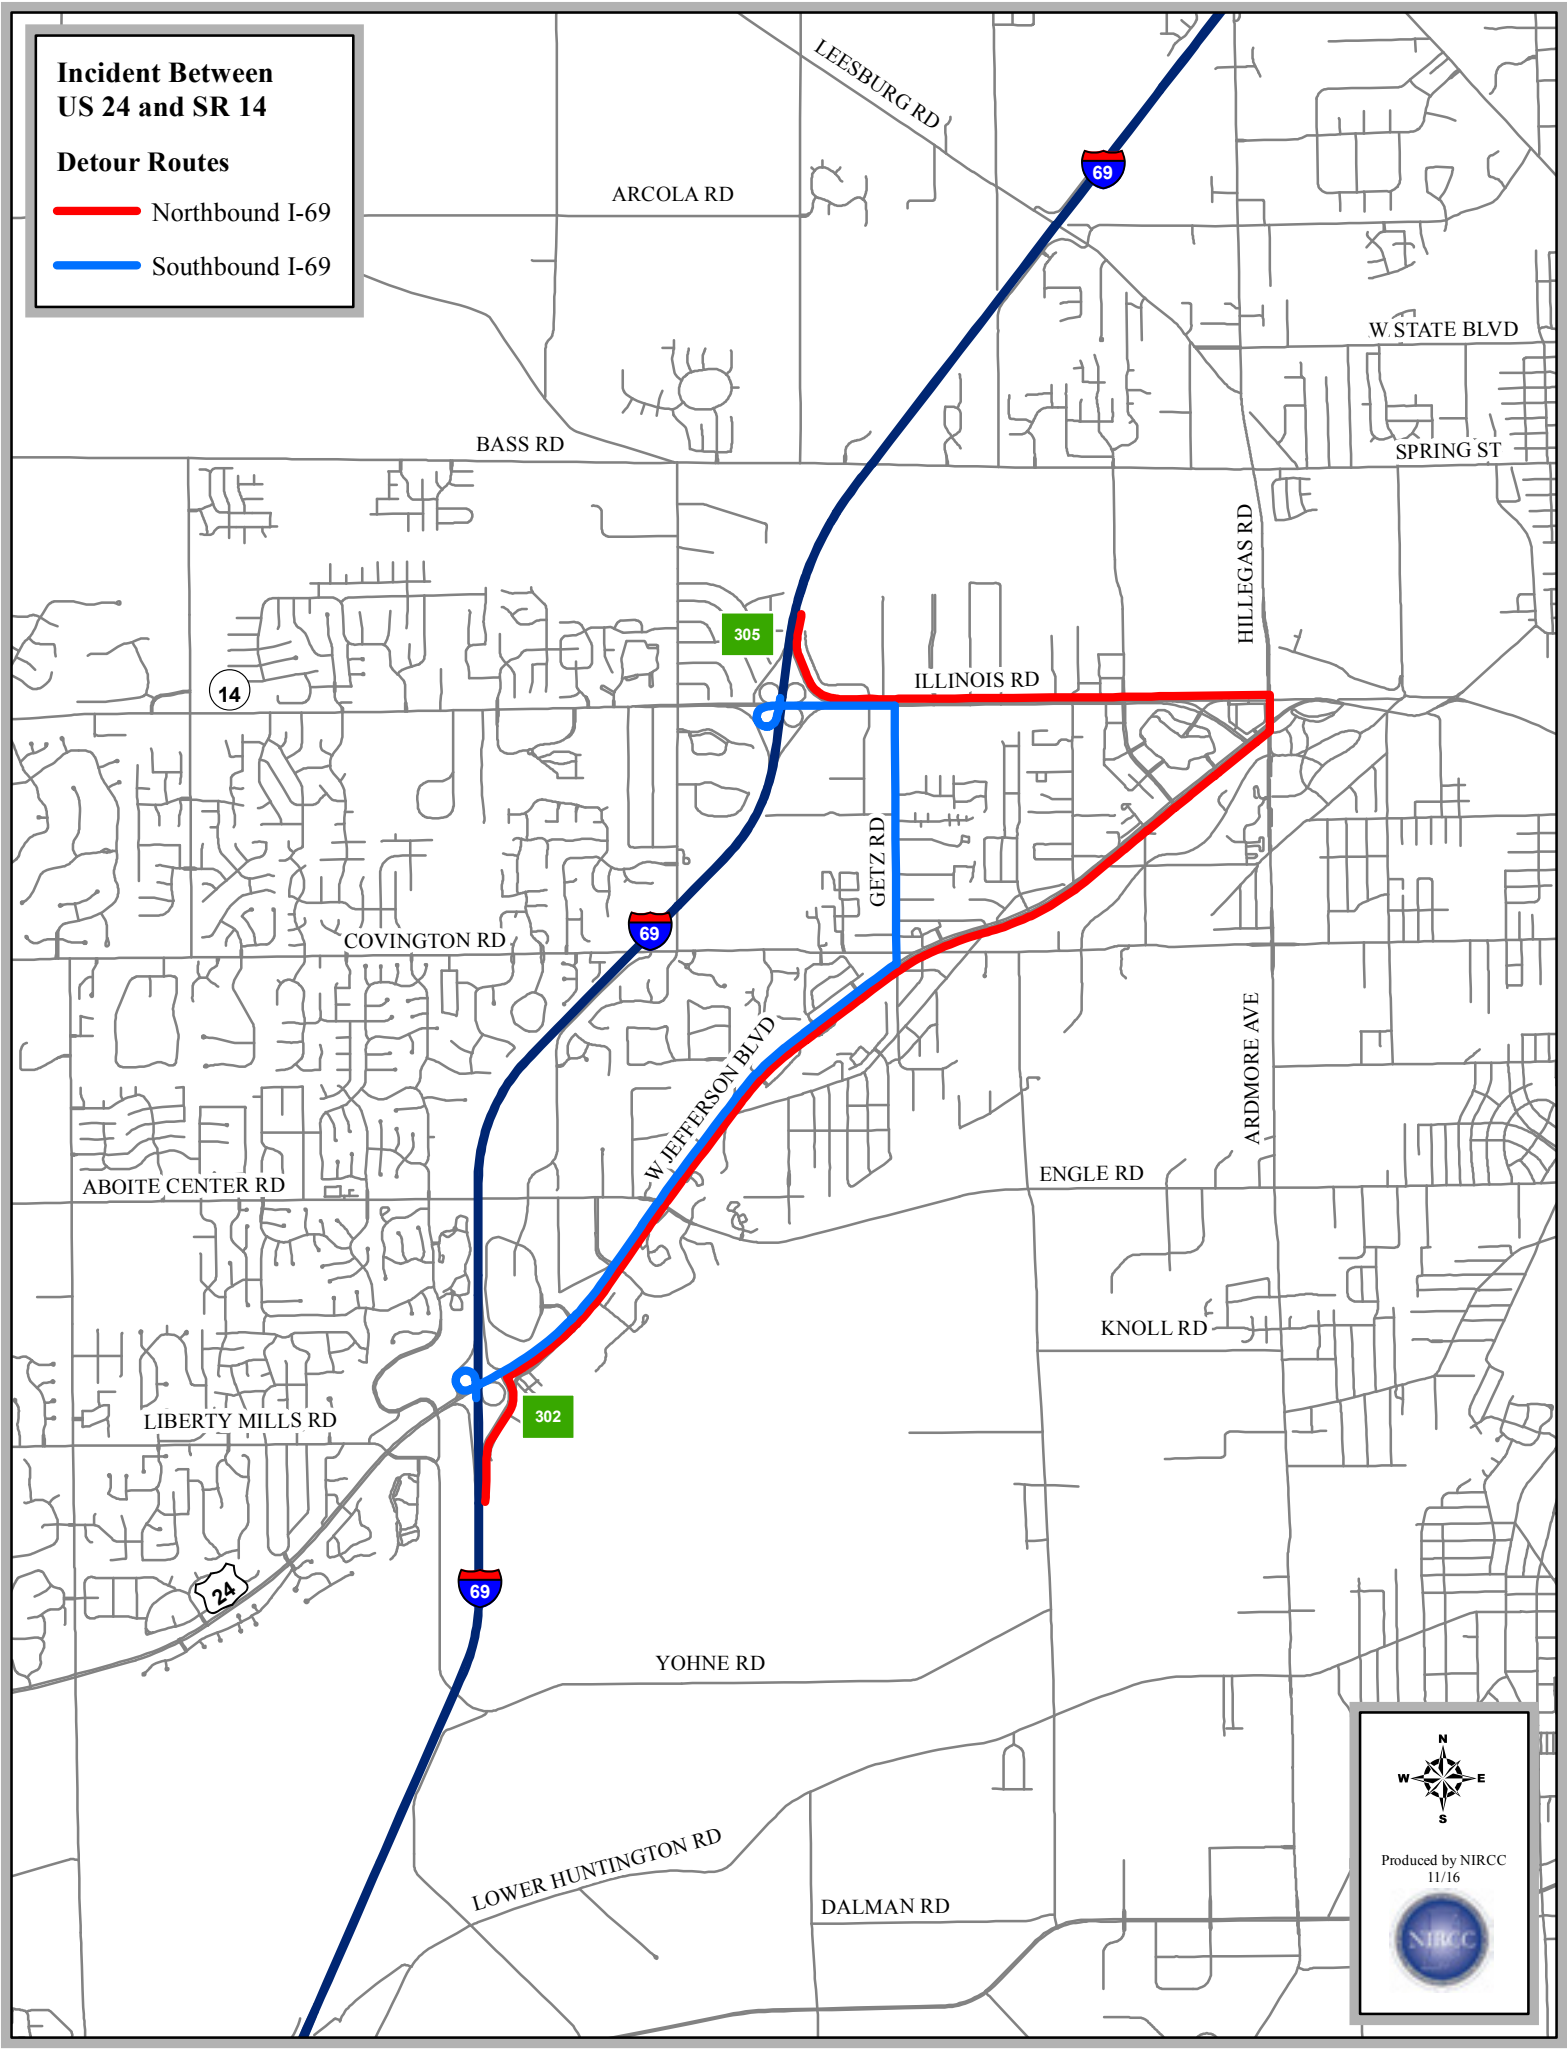 Incident Between
US 24 and SR 14
Detour Routes
Northbound I-69
Southbound I-69
LEESBURG RD
69
ARCOLA RD
W STATE BLVD
BASS RD
SPRING ST
HILLEGAS RD
305
ILLINOIS RD
14
GETZ RD
69
COVINGTON RD
ARDMORE AVE
W JEFFERSON BLVD
ENGLE RD
ABOITE CENTER RD
KNOLL RD
302
LIBERTY MILLS RD
24
69
YOHNE RD
LOWER HUNTINGTON RD
DALMAN RD
N
W
E
S
Produced by NIRCC
11/16
NIRCC